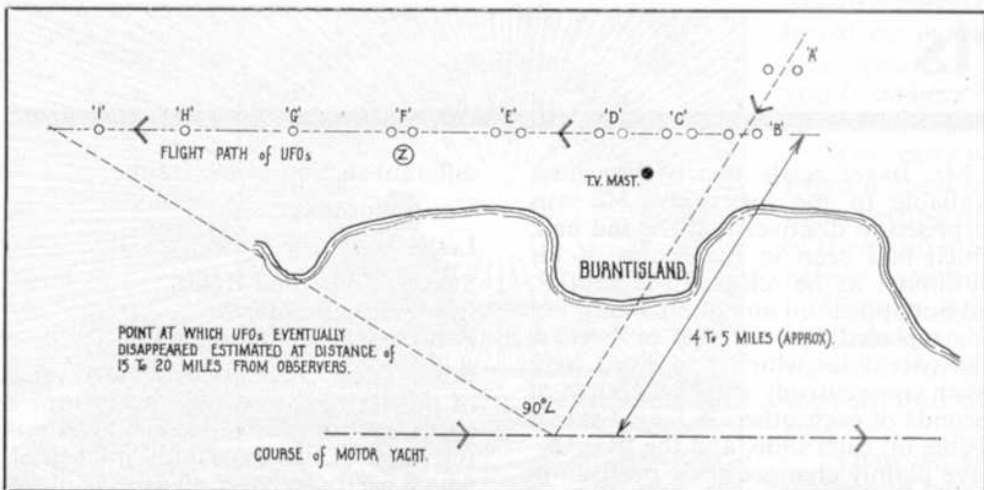 'A'
'I' 'H' 'G' 'F' 'E' 'D' 'C' 'B'
FLIGHT PATH of UFOs
Z
T.V. MAST.
BURNTISLAND.
POINT AT WHICH UFOs EVENTUALLY
DISAPPEARED ESTIMATED AT DISTANCE of
15 To 20 MILES FROM OBSERVERS.
4 To 5 MILES (APPROX).
90°∠
COURSE of MOTOR YACHT.